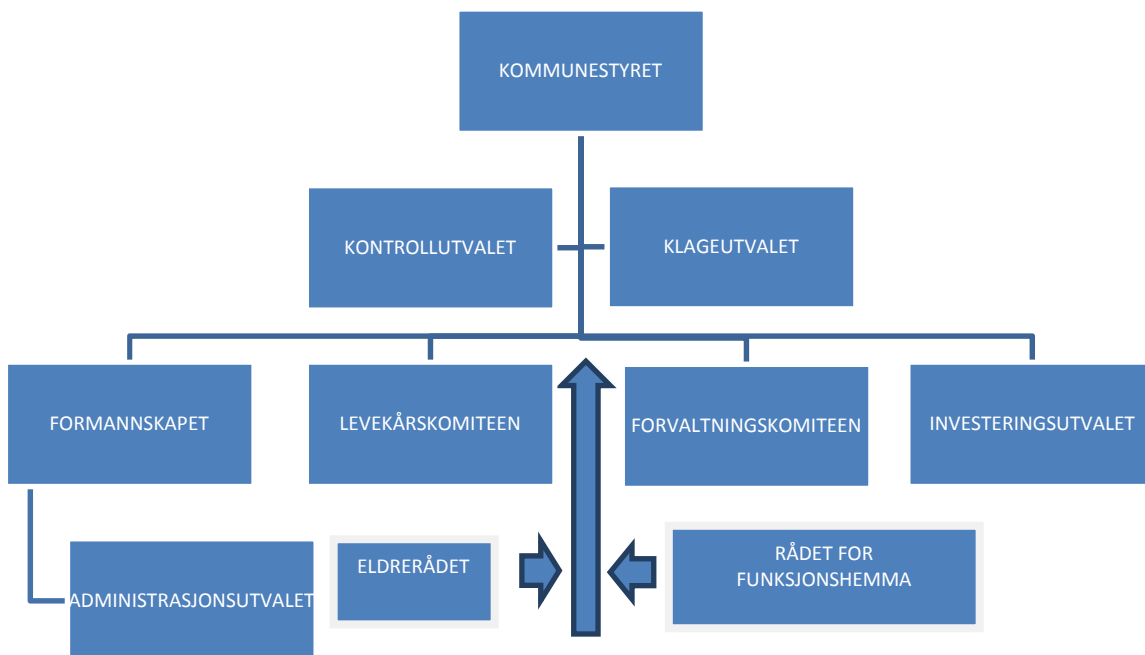 KOMMUNESTYRET
KONTROLLUTVALET
KLAGEUTVALET
FORMANNSKAPET
LEVEKÅRSKOMITEEN
FORVALTNINGSKOMITEEN
INVESTERINGSUTVALET
ADMINISTRASJONSUTVALET
ELDRERÅDET
RÅDET FOR
FUNKSJONSHEMMA